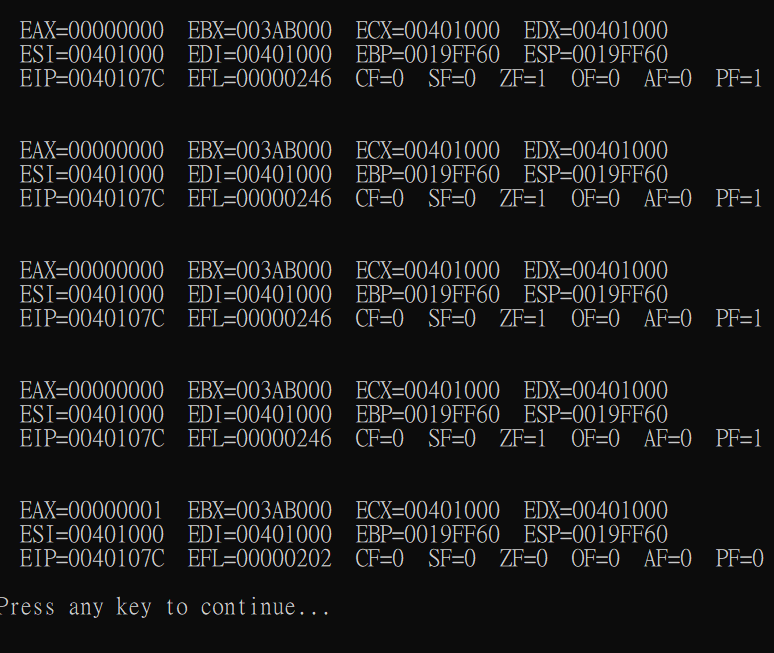 EAX=00000000 EBX=003AB000 ECX=00401000 EDX=00401000
ESI=00401000 EDI=00401000 EBP=0019FF60 ESP=0019FF60
EIP=0040107C EFL=00000246 CF=0 SF=0 ZF=1 OF=0 AF=0 PF=1
EAX=00000000 EBX=003AB000 ECX=00401000 EDX=00401000
ESI=00401000 EDI=00401000 EBP=0019FF60 ESP=0019FF60
EIP=0040107C EFL=00000246 CF=0 SF=0 ZF=1 OF=0 AF=0 PF=1
EAX=00000000 EBX=003AB000 ECX=00401000 EDX=00401000
ESI=00401000 EDI=00401000 EBP=0019FF60 ESP=0019FF60
EIP=0040107C EFL=00000246 CF=0 SF=0 ZF=1 OF=0 AF=0 PF=1
EAX=00000000 EBX=003AB000 ECX=00401000 EDX=00401000
ESI=00401000 EDI=00401000 EBP=0019FF60 ESP=0019FF60
EIP=0040107C EFL=00000246 CF=0 SF=0 ZF=1 OF=0 AF=0 PF=1
EAX=00000001 EBX=003AB000 ECX=00401000 EDX=00401000
ESI=00401000 EDI=00401000 EBP=0019FF60 ESP=0019FF60
EIP=0040107C EFL=00000202 CF=0 SF=0 ZF=0 OF=0 AF=0 PF=0
Press any key to continue...